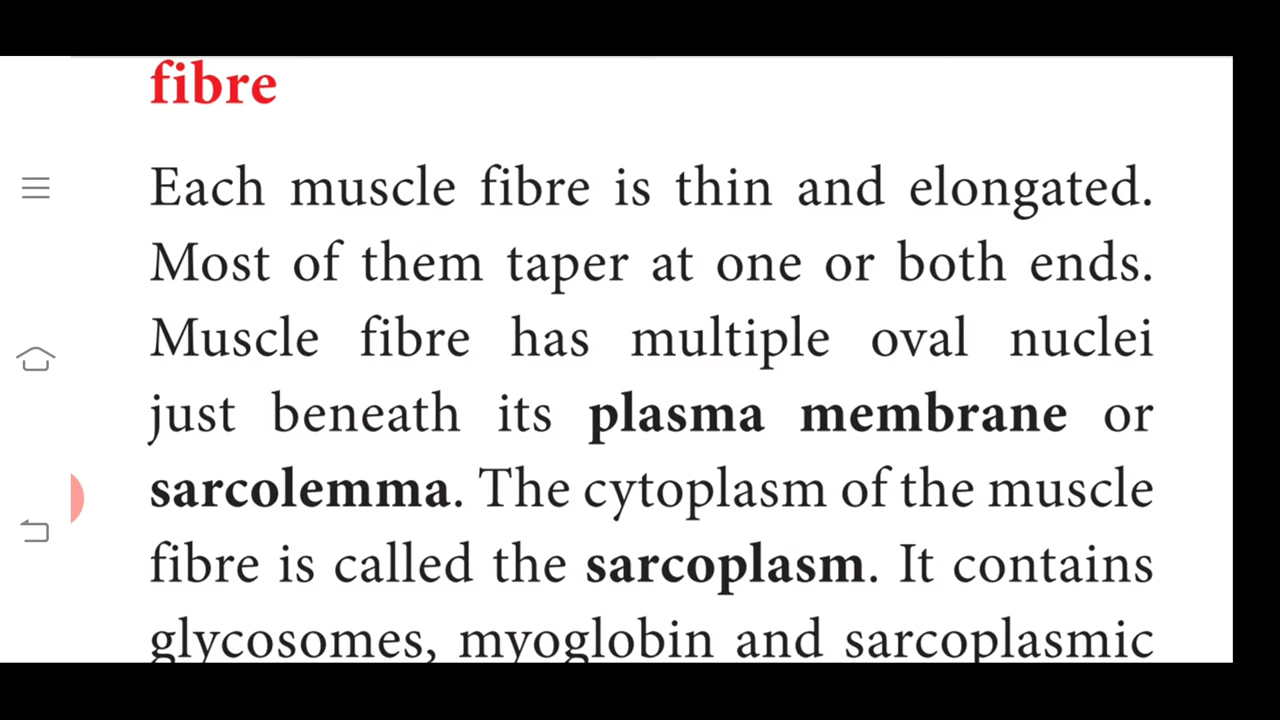 fibre
Each muscle fibre is thin and elongated.
Most of them taper at one or both ends.
Muscle fibre has multiple oval nuclei
just beneath its plasma membrane or
sarcolemma. The cytoplasm of the muscle
fibre is called the sarcoplasm. It contains
glycosomes, myoglobin and sarcoplasmic